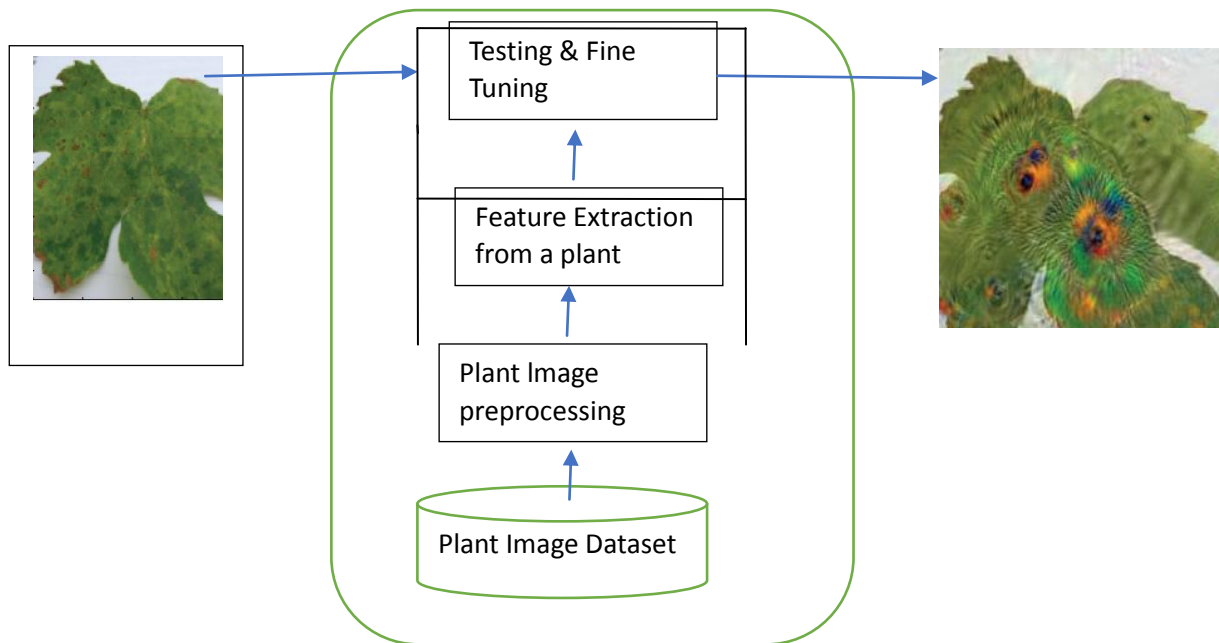 Testing & Fine
Tuning
Feature Extraction
from a plant
Plant Image
preprocessing
Plant Image Dataset